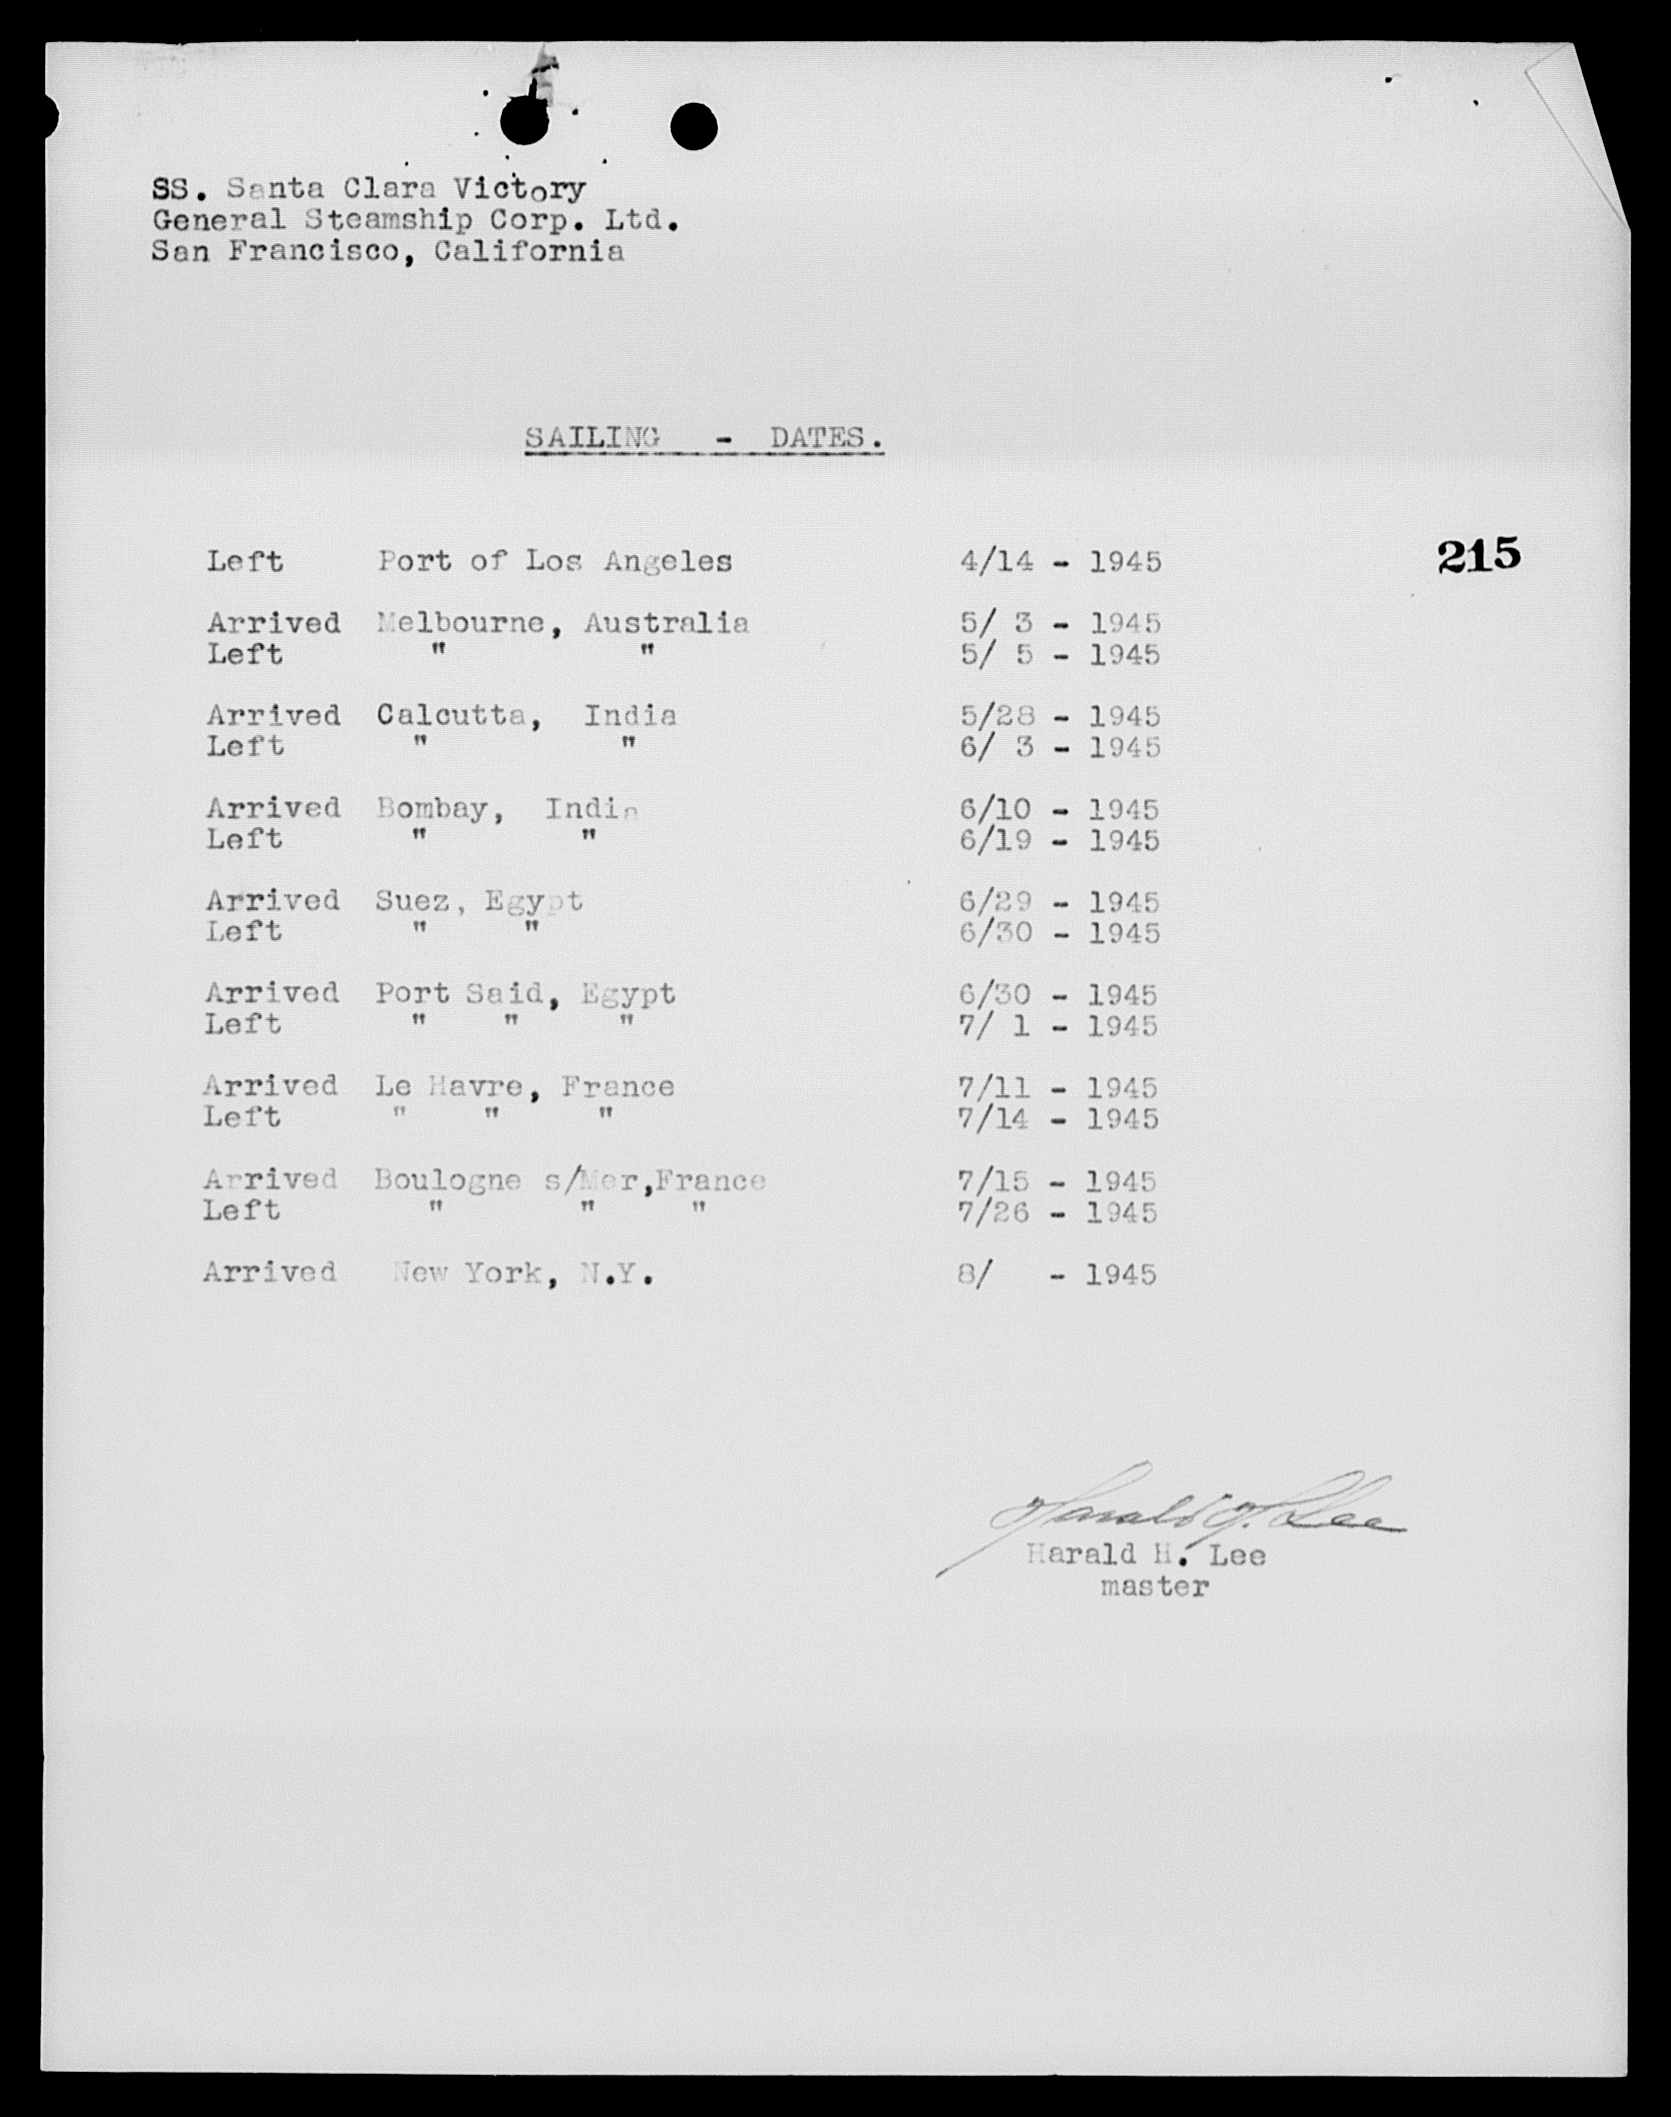 SS. Santa Clara Victory
General Steamship Corp. Ltd.
San Francisco, California
SAILING - DATES.
215
Left Port of Los Angeles 4/14 - 1945
Arrived Melbourne, Australia 5/ 3 - 1945
Left " " 5/ 5 - 1945
Arrived Calcutta, India 5/28 - 1945
Left " " 6/ 3 - 1945
Arrived Bombay, India 6/10 - 1945
Left " " 6/19 - 1945
Arrived Suez, Egypt 6/29 - 1945
Left " " 6/30 - 1945
Arrived Port Said, Egypt 6/30 - 1945
Left " " " 7/ 1 - 1945
Arrived Le Havre, France 7/11 - 1945
Left " " " 7/14 - 1945
Arrived Boulogne s/Mer,France 7/15 - 1945
Left " " " 7/26 - 1945
Arrived New York, N.Y. 8/ - 1945
Harald H. Lee
Harald H. Lee
master